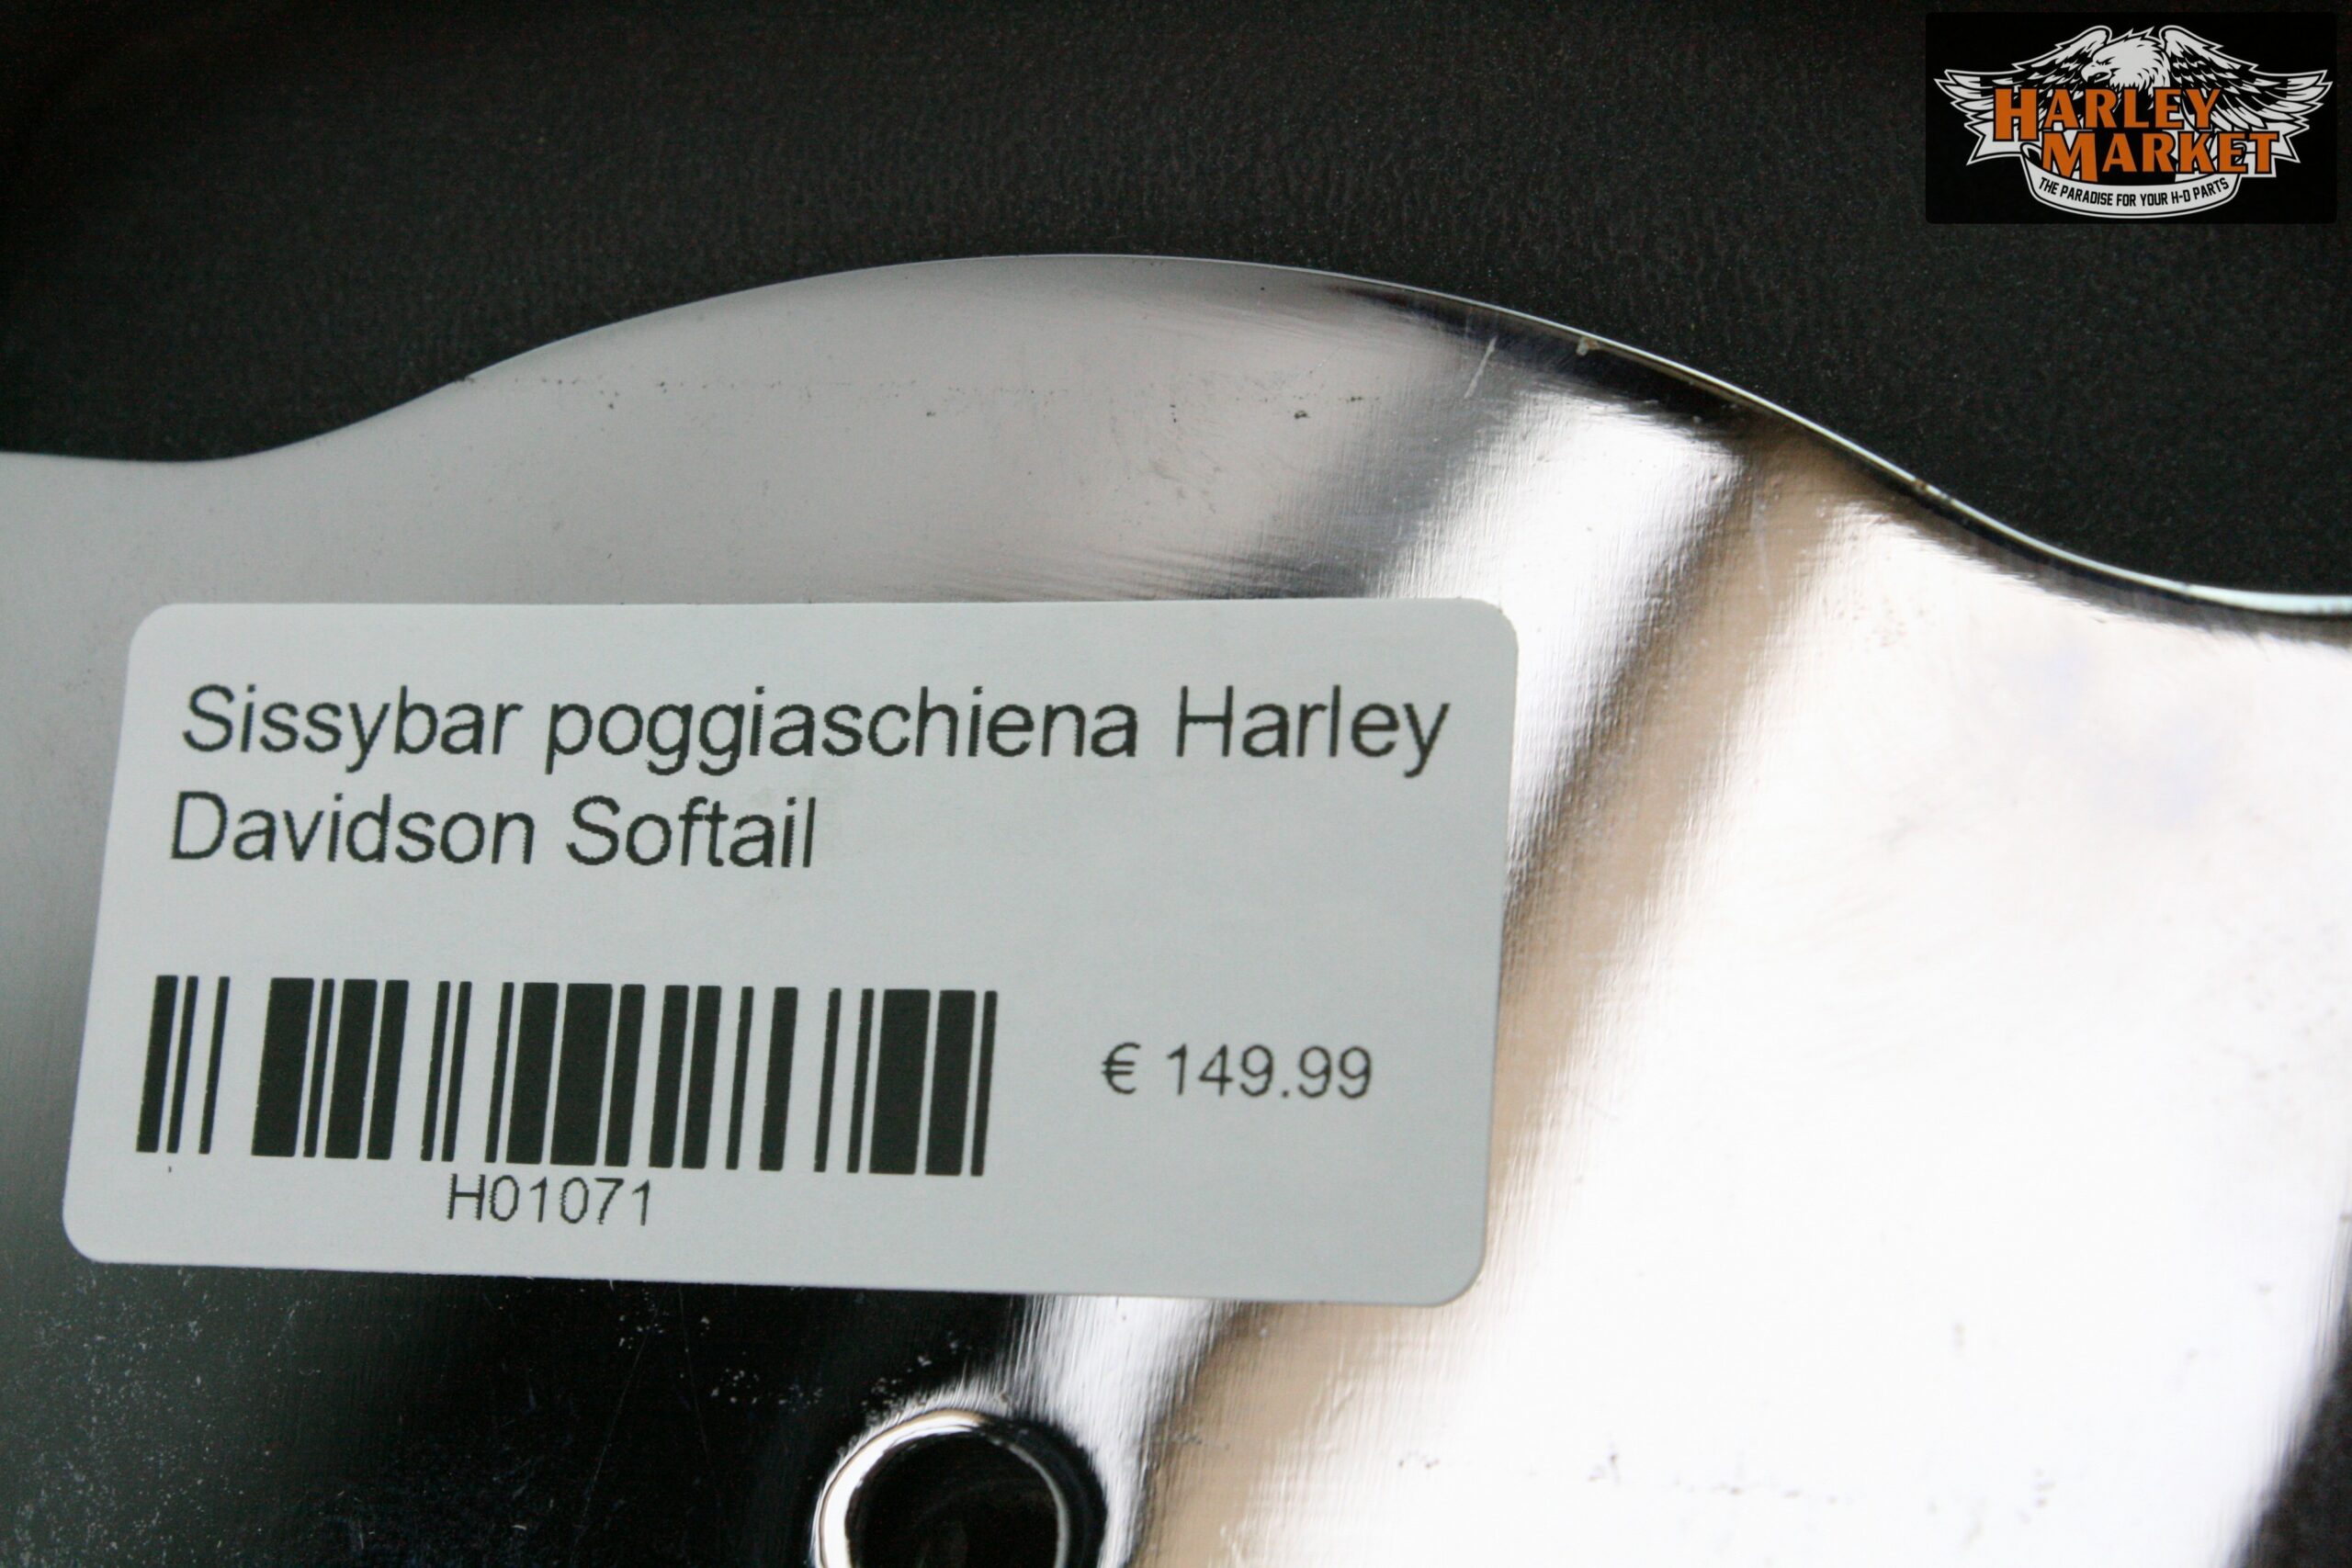 HARLEY
MARKET
THE PARADISE FOR YOUR H-D PARTS
Sissybar poggiaschiena Harley
Davidson Softail
€ 149.99
H01071